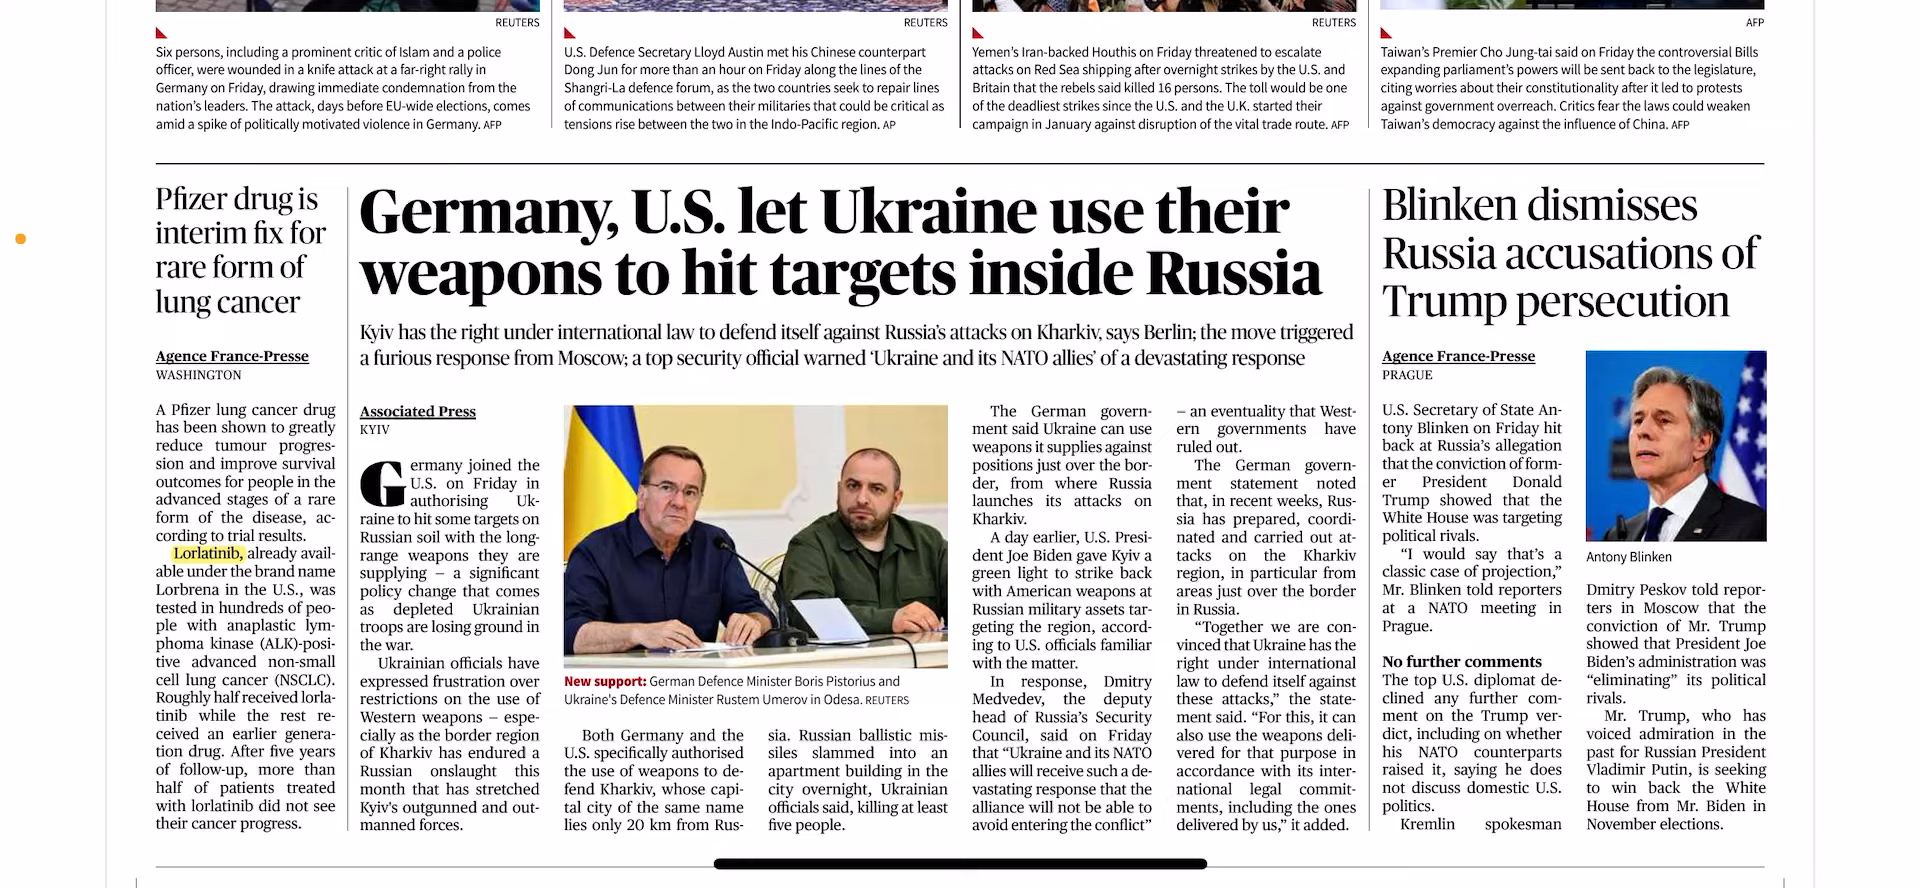 REUTERS
Six persons, including a prominent critic of Islam and a police
officer, were wounded in a knife attack at a far-right rally in
Germany on Friday, drawing immediate condemnation from the
nation's leaders. The attack, days before EU-wide elections, comes
amid a spike of politically motivated violence in Germany. AFP
REUTERS
U.S. Defence Secretary Lloyd Austin met his Chinese counterpart
Dong Jun for more than an hour on Friday along the lines of the
Shangri-La defence forum, as the two countries seek to repair lines
of communications between their militaries that could be critical as
tensions rise between the two in the Indo-Pacific region. AP
REUTERS
Yemen's Iran-backed Houthis on Friday threatened to escalate
attacks on Red Sea shipping after overnight strikes by the U.S. and
Britain that the rebels said killed 16 persons. The toll would be one
of the deadliest strikes since the U.S. and the U.K. started their
campaign in January against disruption of the vital trade route. AFP
AFP
Taiwan's Premier Cho Jung-tai said on Friday the controversial Bills
expanding parliament's powers will be sent back to the legislature,
citing worries about their constitutionality after it led to protests
against government overreach. Critics fear the laws could weaken
Taiwan's democracy against the influence of China. AFP
Pfizer drug is
interim fix for
rare form of
lung cancer
Agence France-Presse
WASHINGTON
A Pfizer lung cancer drug
has been shown to greatly
reduce tumour progres-
sion and improve survival
outcomes for people in the
advanced stages of a rare
form of the disease, ac-
cording to trial results.
Lorlatinib, already avail-
able under the brand name
Lorbrena in the U.S., was
tested in hundreds of peo-
ple with anaplastic lym-
phoma kinase (ALK)-posi-
tive advanced non-small
cell lung cancer (NSCLC).
Roughly half received lorla-
tinib while the rest re-
ceived an earlier genera-
tion drug. After five years
of follow-up, more than
half of patients treated
with lorlatinib did not see
their cancer progress.
Germany, U.S. let Ukraine use their
weapons to hit targets inside Russia
Kyiv has the right under international law to defend itself against Russia's attacks on Kharkiv, says Berlin; the move triggered
a furious response from Moscow; a top security official warned 'Ukraine and its NATO allies' of a devastating response
Associated Press
KYIV
Germany joined the
U.S. on Friday in
authorising Uk-
raine to hit some targets on
Russian soil with the long-
range weapons they are
supplying – a significant
policy change that comes
as depleted Ukrainian
troops are losing ground in
the war.
Ukrainian officials have
expressed frustration over
restrictions on the use of
Western weapons – espe-
cially as the border region
of Kharkiv has endured a
Russian onslaught this
month that has stretched
Kyiv's outgunned and out-
manned forces.
New support: German Defence Minister Boris Pistorius and
Ukraine's Defence Minister Rustem Umerov in Odesa. REUTERS
Both Germany and the
U.S. specifically authorised
the use of weapons to de-
fend Kharkiv, whose capi-
tal city of the same name
lies only 20 km from Rus-
sia. Russian ballistic mis-
siles slammed into an
apartment building in the
city overnight, Ukrainian
officials said, killing at least
five people.
The German govern-
ment said Ukraine can use
weapons it supplies against
positions just over the bor-
der, from where Russia
launches its attacks on
Kharkiv.
A day earlier, U.S. Presi-
dent Joe Biden gave Kyiv a
green light to strike back
with American weapons at
Russian military assets tar-
geting the region, accord-
ing to U.S. officials familiar
with the matter.
In response, Dmitry
Medvedev, the deputy
head of Russia's Security
Council, said on Friday
that "Ukraine and its NATO
allies will receive such a de-
vastating response that the
alliance will not be able to
avoid entering the conflict"
– an eventuality that West-
ern governments have
ruled out.
The German govern-
ment statement noted
that, in recent weeks, Rus-
sia has prepared, coordi-
nated and carried out at-
tacks on the Kharkiv
region, in particular from
areas just over the border
in Russia.
"Together we are con-
vinced that Ukraine has the
right under international
law to defend itself against
these attacks," the state-
ment said. "For this, it can
also use the weapons deli-
vered for that purpose in
accordance with its inter-
national legal commit-
ments, including the ones
delivered by us," it added.
Blinken dismisses
Russia accusations of
Trump persecution
Agence France-Presse
PRAGUE
U.S. Secretary of State An-
tony Blinken on Friday hit
back at Russia's allegation
that the conviction of form-
er President Donald
Trump showed that the
White House was targeting
political rivals.
"I would say that's a
classic case of projection,"
Mr. Blinken told reporters
at a NATO meeting in
Prague.
No further comments
The top U.S. diplomat de-
clined any further com-
ment on the Trump ver-
dict, including on whether
his NATO counterparts
raised it, saying he does
not discuss domestic U.S.
politics.
Kremlin spokesman
Antony Blinken
Dmitry Peskov told repor-
ters in Moscow that the
conviction of Mr. Trump
showed that President Joe
Biden's administration was
"eliminating" its political
rivals.
Mr. Trump, who has
voiced admiration in the
past for Russian President
Vladimir Putin, is seeking
to win back the White
House from Mr. Biden in
November elections.